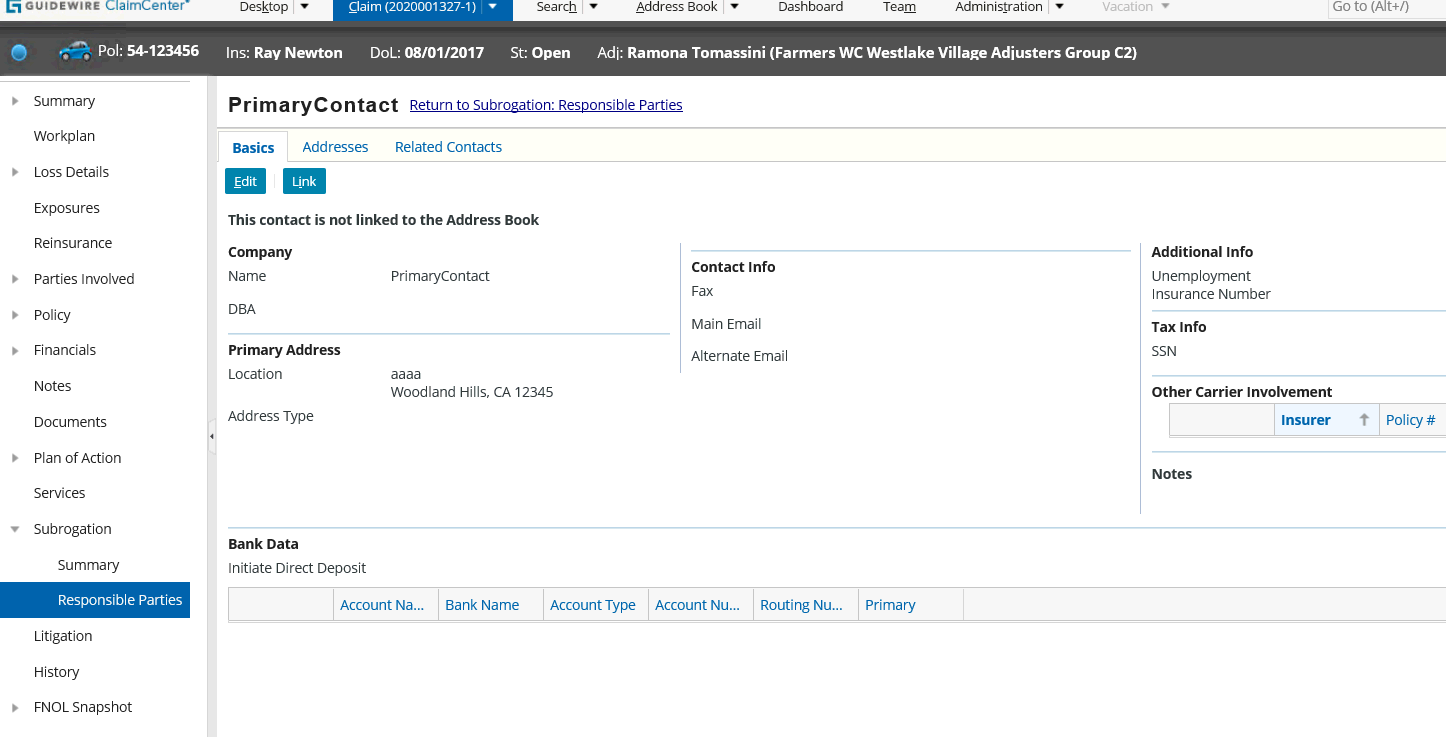 GUIDEWIRE ClaimCenter
Desktop Claim (2020001327-1) Search Address Book Dashboard Team Administration Vacation Go to (Alt+/)
Pol: 54-123456 Ins: Ray Newton DoL: 08/01/2017 St: Open Adj: Ramona Tomassini (Farmers WC Westlake Village Adjusters Group C2)
Summary
Workplan
Loss Details
Exposures
Reinsurance
Parties Involved
Policy
Financials
Notes
Documents
Plan of Action
Services
Subrogation
Summary
Responsible Parties
Litigation
History
FNOL Snapshot
PrimaryContact Return to Subrogation: Responsible Parties
Basics Addresses Related Contacts
Edit Link
This contact is not linked to the Address Book
Company
Name PrimaryContact
DBA
Primary Address
Location aaaa
Woodland Hills, CA 12345
Address Type
Contact Info
Fax
Main Email
Alternate Email
Additional Info
Unemployment
Insurance Number
Tax Info
SSN
Other Carrier Involvement
Insurer Policy #
Notes
Bank Data
Initiate Direct Deposit
Account Na... Bank Name Account Type Account Nu... Routing Nu... Primary